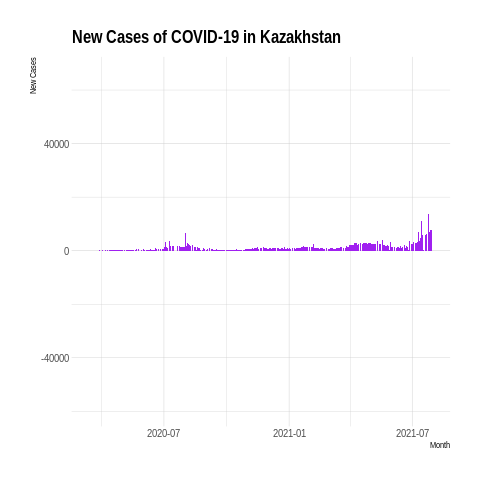 New Cases of COVID-19 in Kazakhstan
New Cases
40000
0
-40000
2020-07
2021-01
2021-07
Month